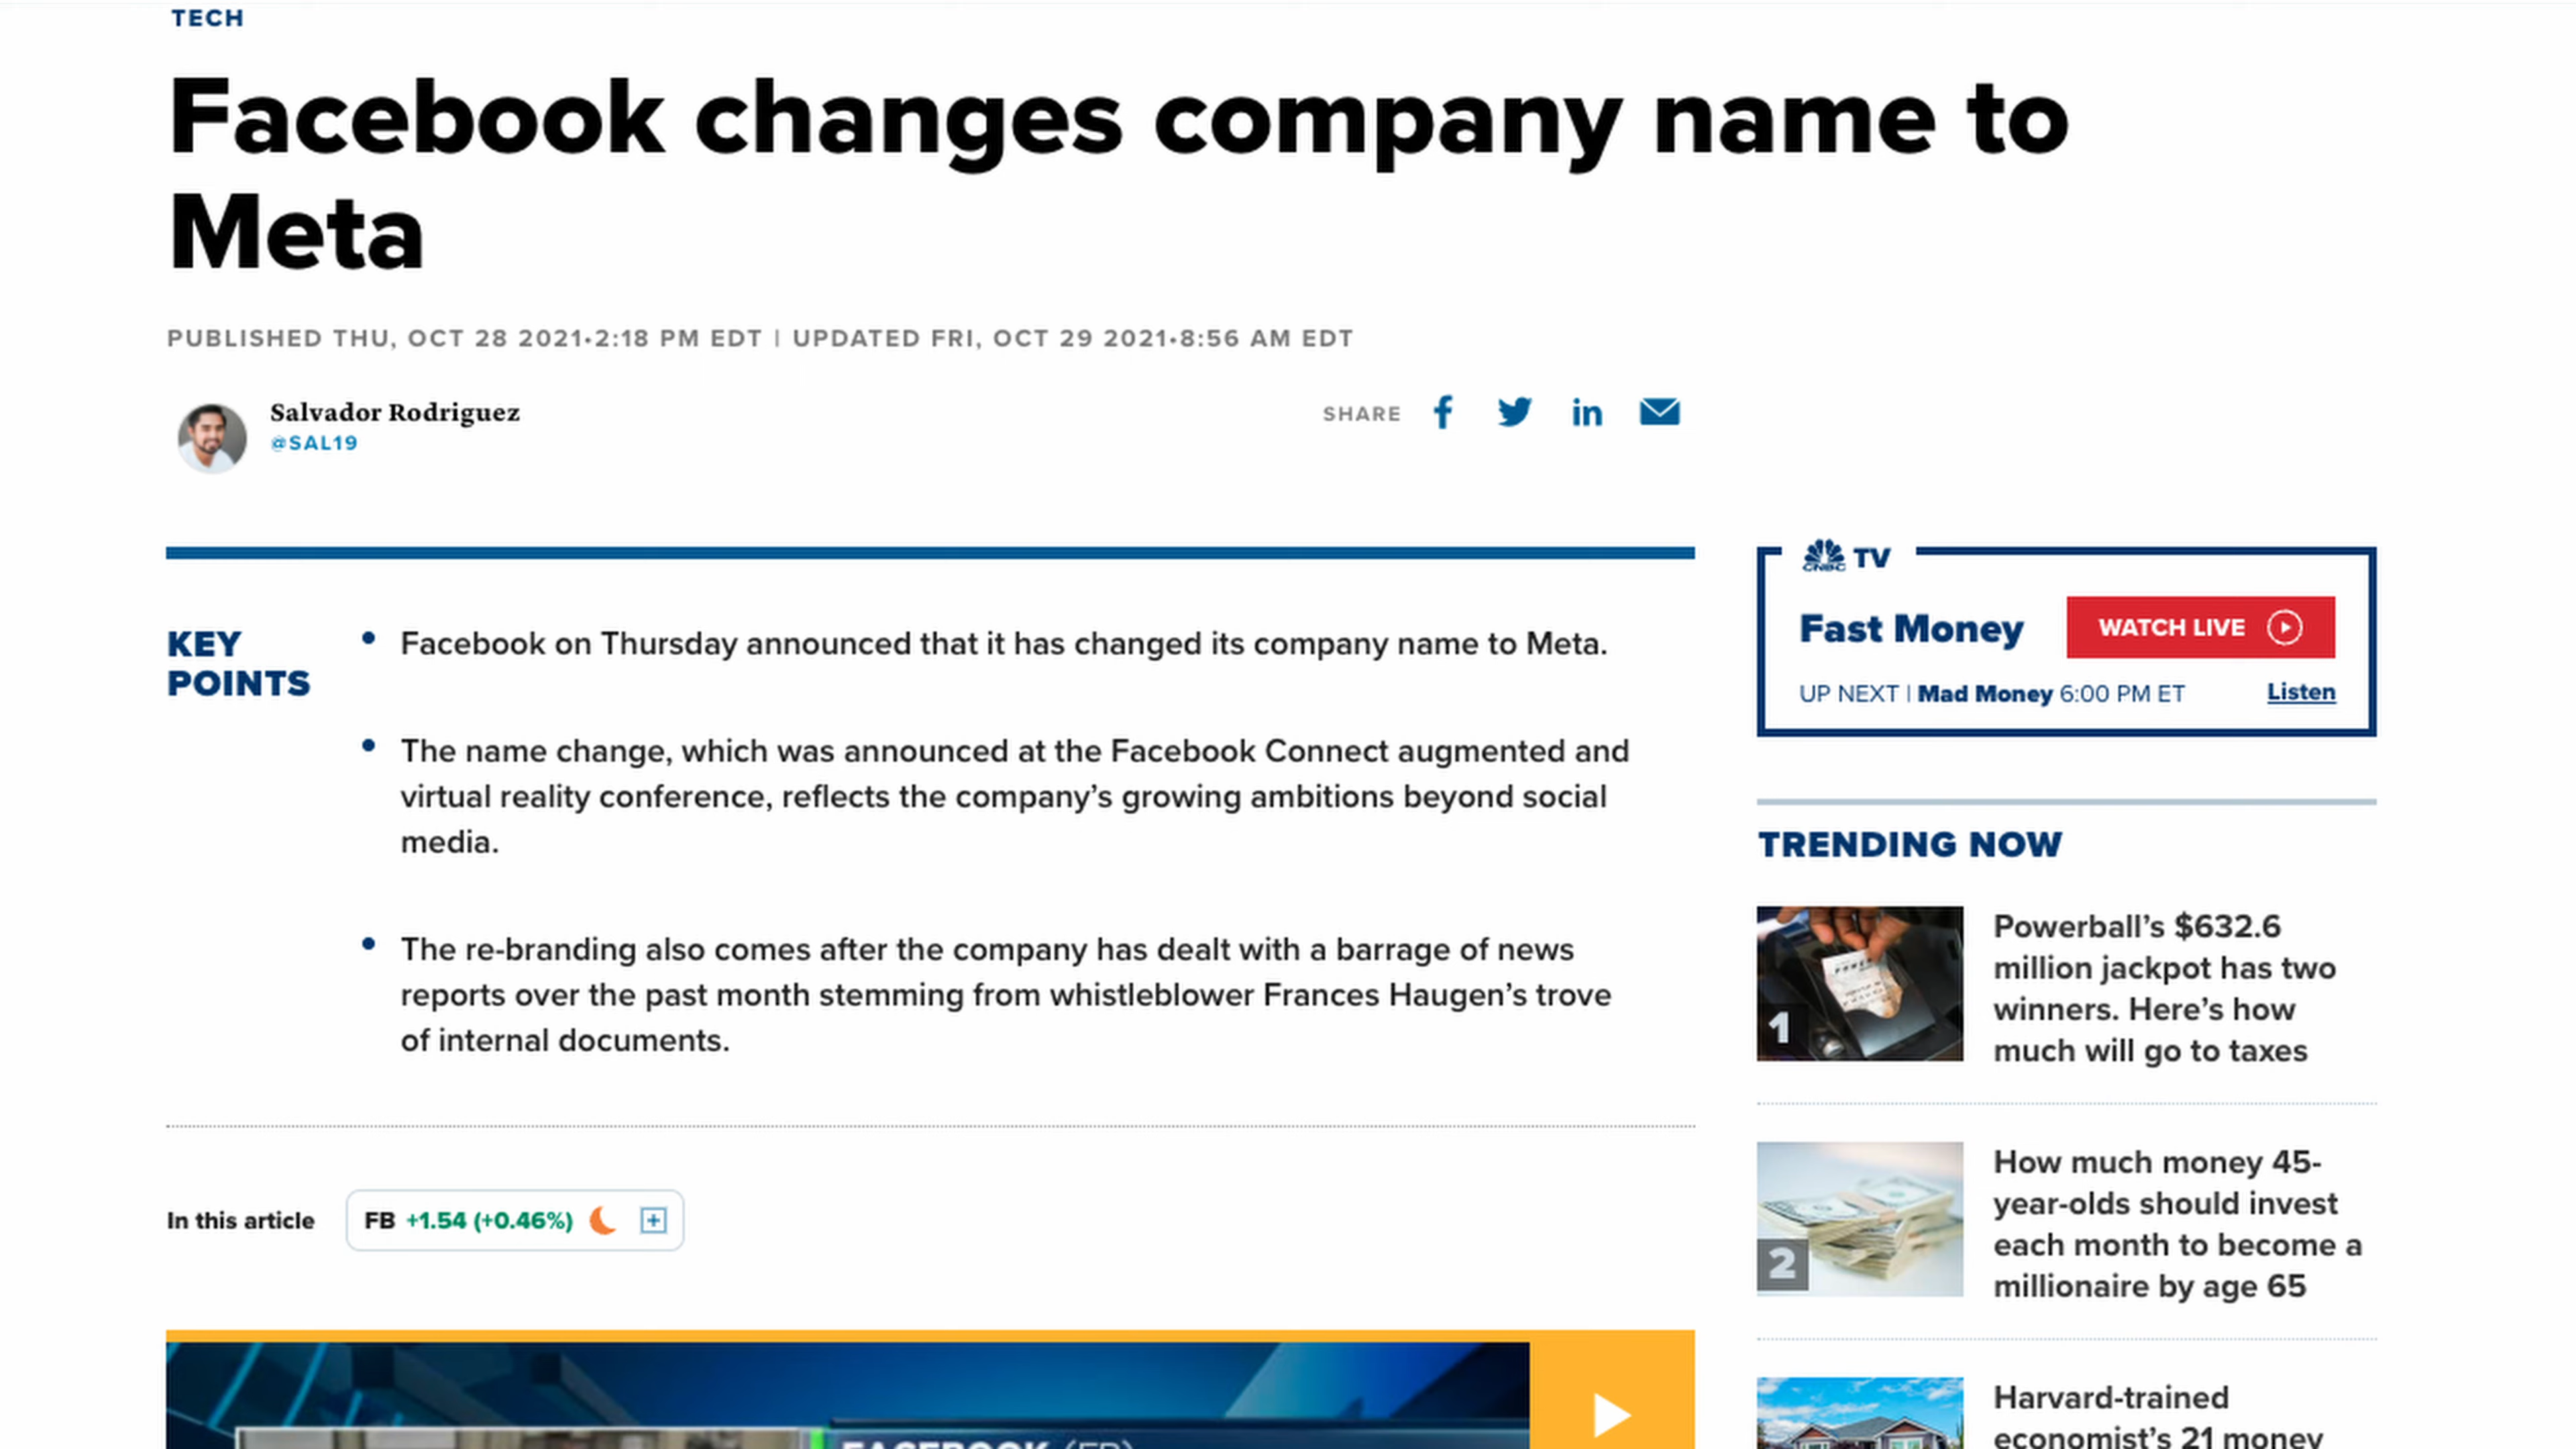 TECH
Facebook changes company name to
Meta
PUBLISHED THU, OCT 28 2021•2:18 PM EDT | UPDATED FRI, OCT 29 2021•8:56 AM EDT
Salvador Rodriguez
@SAL19
SHARE
KEY
POINTS
• Facebook on Thursday announced that it has changed its company name to Meta.
• The name change, which was announced at the Facebook Connect augmented and
virtual reality conference, reflects the company’s growing ambitions beyond social
media.
• The re-branding also comes after the company has dealt with a barrage of news
reports over the past month stemming from whistleblower Frances Haugen’s trove
of internal documents.
In this article
FB +1.54 (+0.46%)
FACEBOOK (FB)
CNBC TV
Fast Money
WATCH LIVE
UP NEXT | Mad Money 6:00 PM ET
Listen
TRENDING NOW
1
Powerball’s $632.6
million jackpot has two
winners. Here’s how
much will go to taxes
2
How much money 45-
year-olds should invest
each month to become a
millionaire by age 65
Harvard-trained
economist’s 21 money